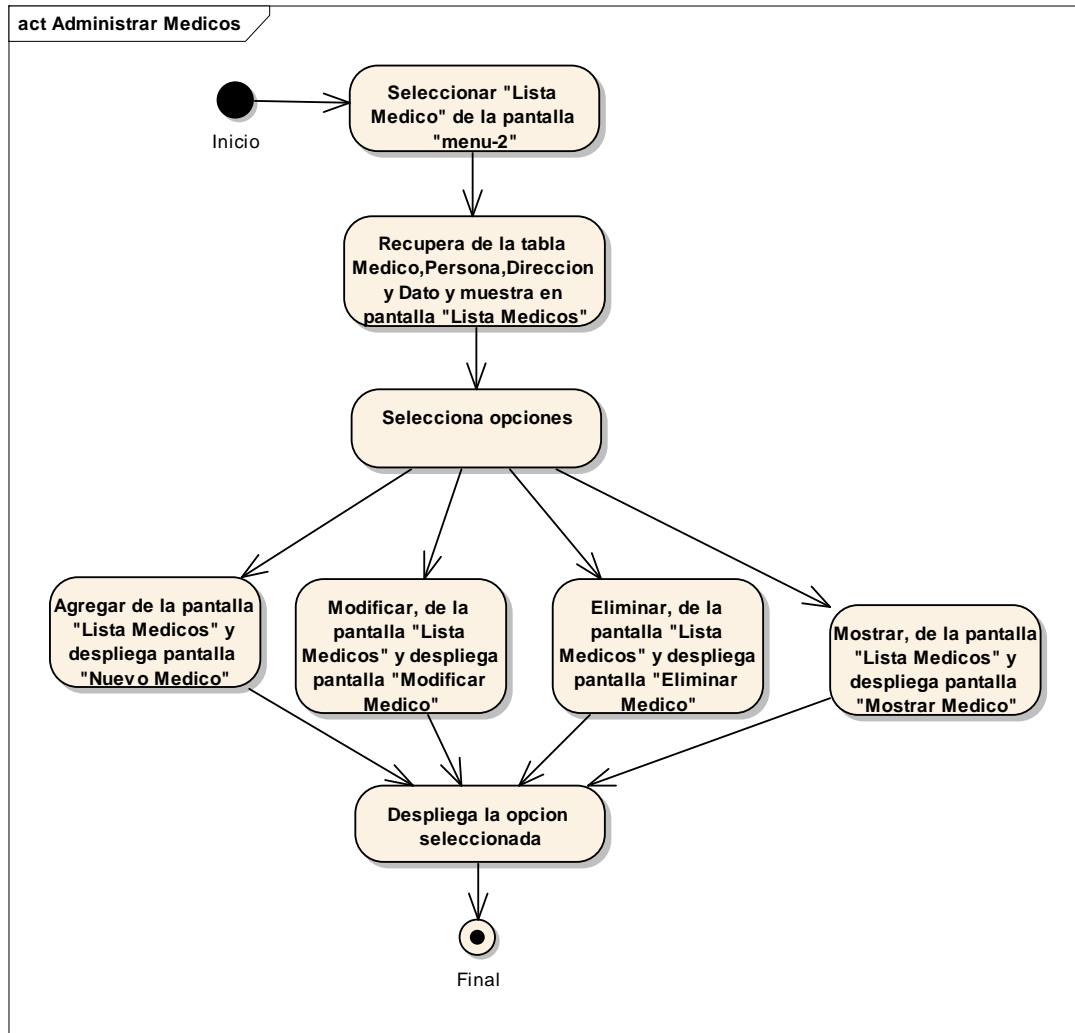 act Administrar Medicos
Inicio
Seleccionar "Lista
Medico" de la pantalla
"menu-2"
Recupera de la tabla
Medico,Persona,Direccion
y Dato y muestra en
pantalla "Lista Medicos"
Selecciona opciones
Agregar de la pantalla
"Lista Medicos" y
despliega pantalla
"Nuevo Medico"
Modificar, de la
pantalla "Lista
Medicos" y despliega
pantalla "Modificar
Medico"
Eliminar, de la
pantalla "Lista
Medicos" y despliega
pantalla "Eliminar
Medico"
Mostrar, de la pantalla
"Lista Medicos" y
despliega pantalla
"Mostrar Medico"
Despliega la opcion
seleccionada
Final